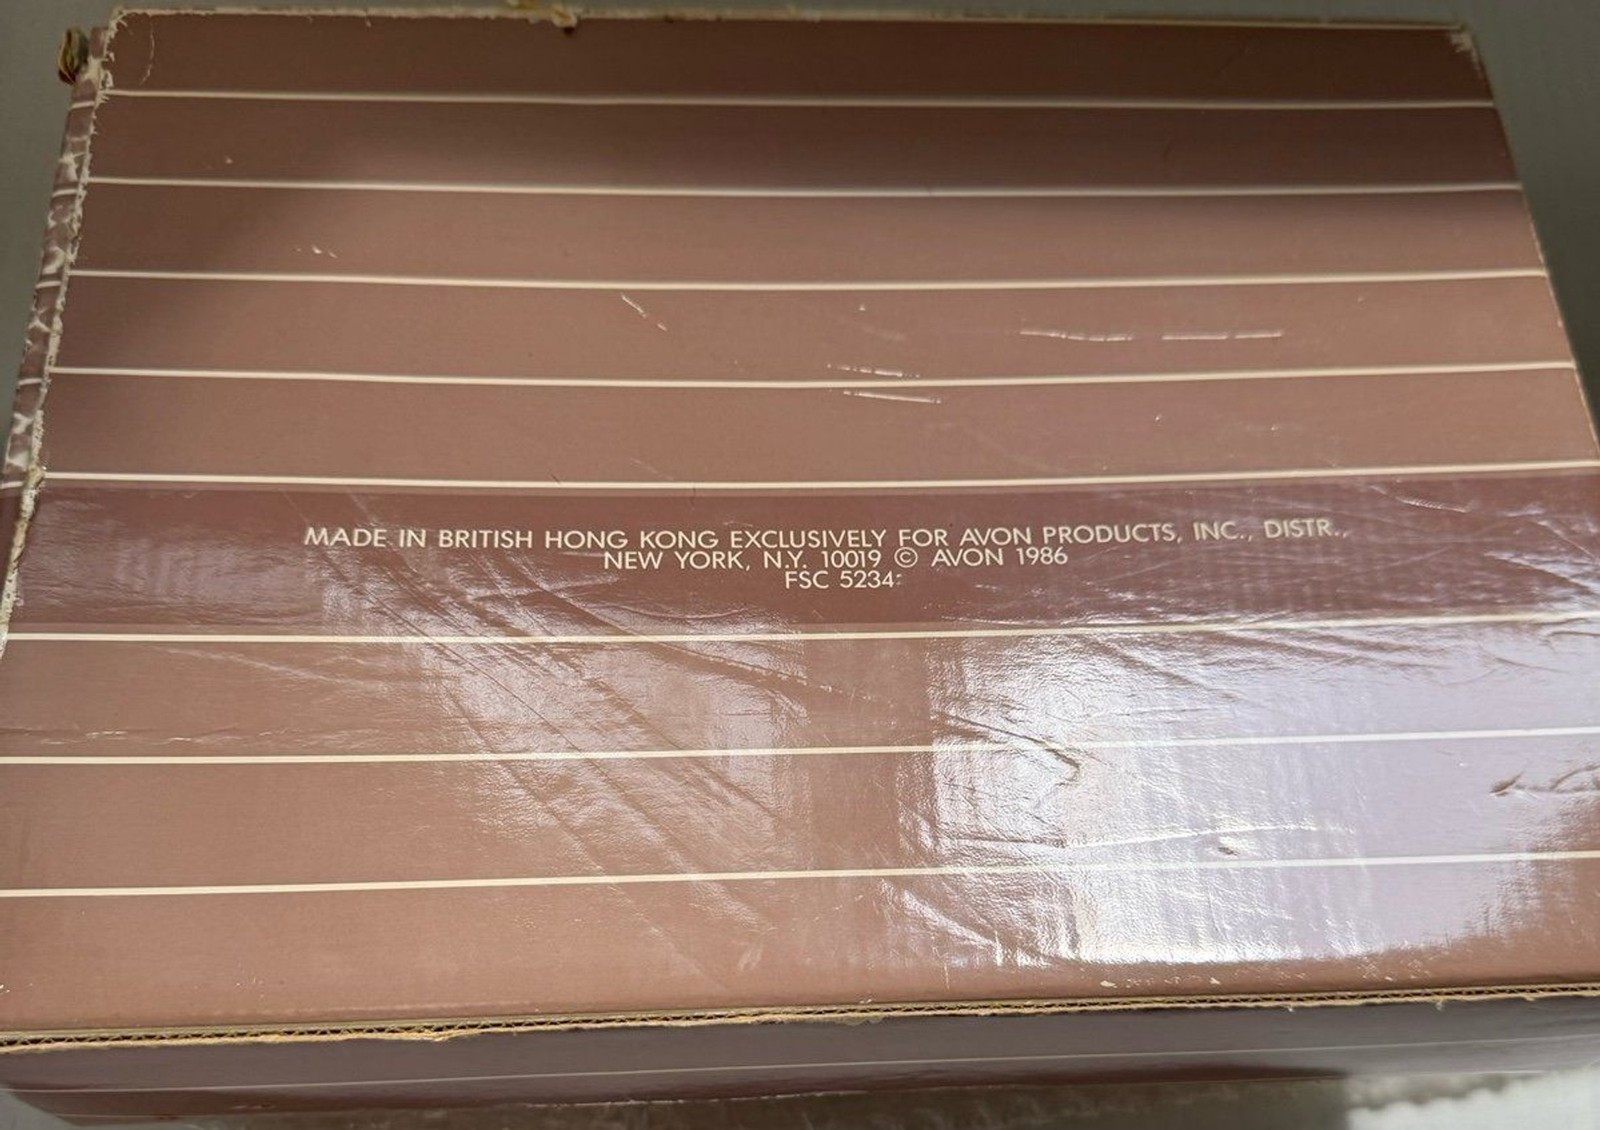 MADE IN BRITISH HONG KONG EXCLUSIVELY FOR AVON PRODUCTS, INC., DISTR.,
NEW YORK, N.Y. 10019 © AVON 1986
FSC 5234